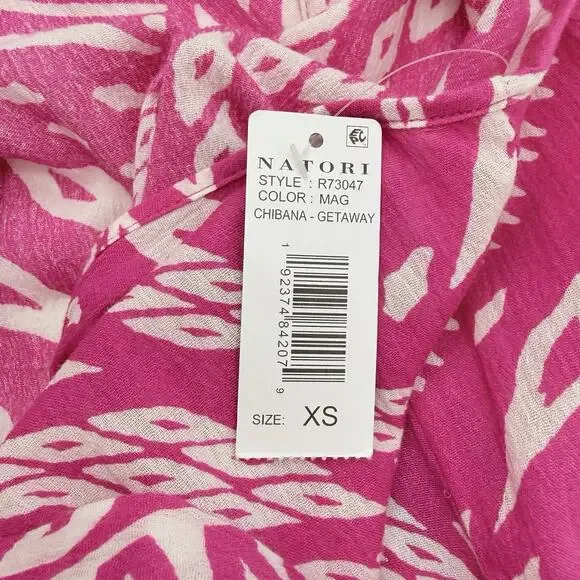 NATORI
STYLE : R73047
COLOR : MAG
CHIBANA - GETAWAY
1 92374 84207 9
SIZE: XS